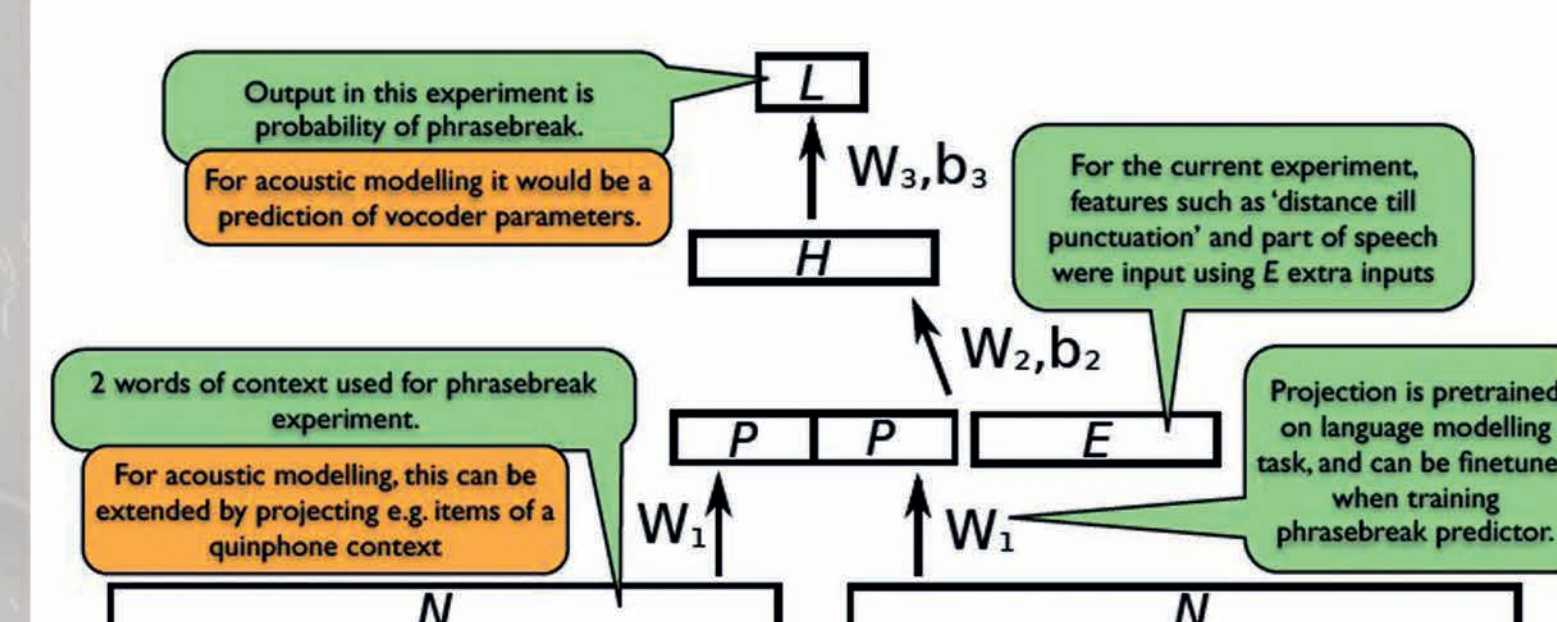 Output in this experiment is
probability of phrasebreak.
For acoustic modelling it would be a
prediction of vocoder parameters.
L
W₃,b₃
H
For the current experiment,
features such as ‘distance till
punctuation’ and part of speech
were input using E extra inputs
W₂,b₂
2 words of context used for phrasebreak
experiment.
For acoustic modelling, this can be
extended by projecting e.g. items of a
quinphone context
P P E
Projection is pretrained
on language modelling
task, and can be finetune
when training
phrasebreak predictor.
W₁ W₁
N N